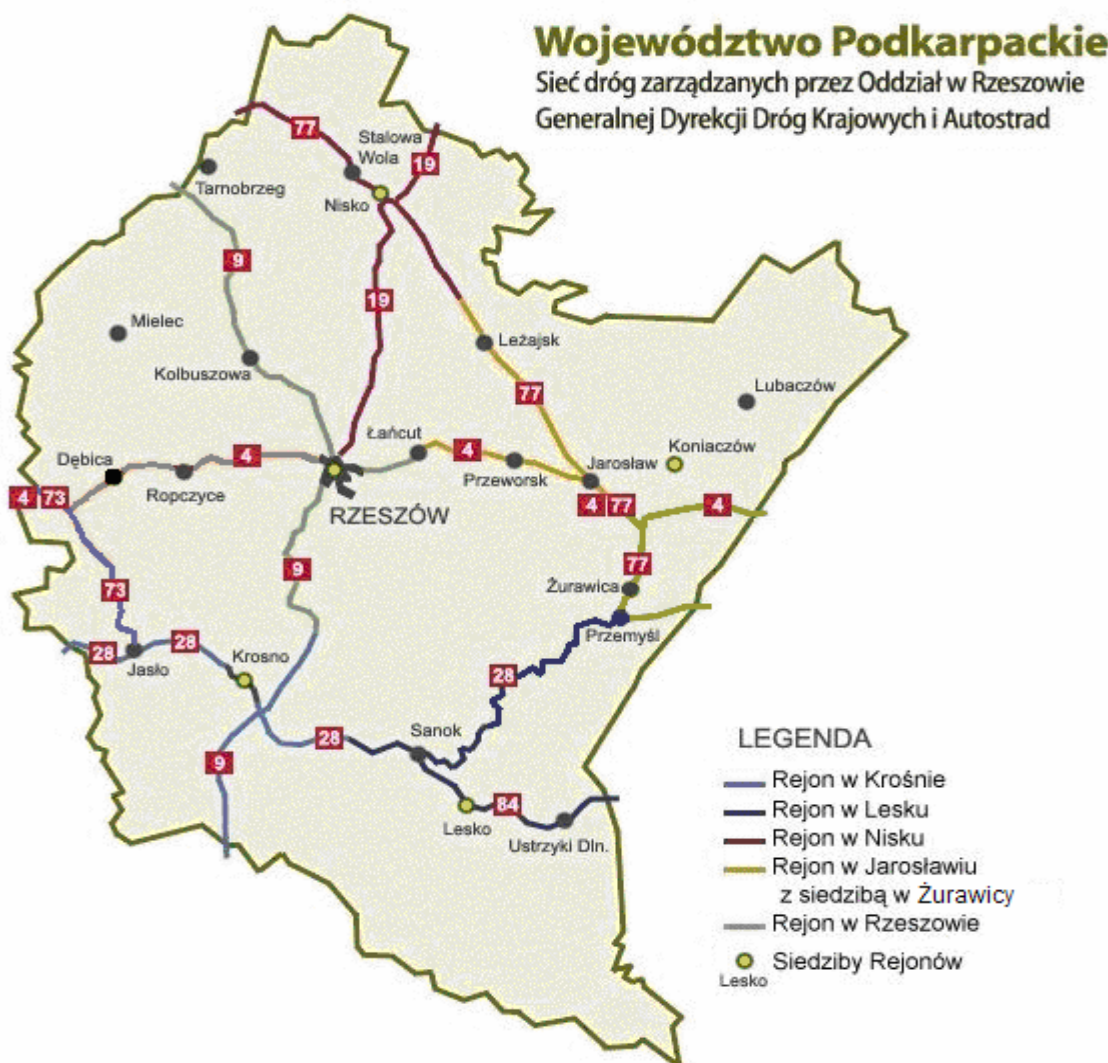 Województwo Podkarpackie
Sieć dróg zarządzanych przez Oddział w Rzeszowie
Generalnej Dyrekcji Dróg Krajowych i Autostrad
77
Stalowa
Wola
19
Tarnobrzeg
Nisko
9
19
Mielec
Leżajsk
Kolbuszowa
77
Lubaczów
Łańcut
4
4
Koniaczów
Dębica
Jarosław
Ropczyce
Przeworsk
4 73
4 77
4
RZESZÓW
9
77
73
Żurawica
Przemyśl
28
28
Jasło
Krosno
28
28
Sanok
9
84
Lesko
Ustrzyki Dln.
LEGENDA
Rejon w Krośnie
Rejon w Lesku
Rejon w Nisku
Rejon w Jarosławiu
z siedzibą w Żurawicy
Rejon w Rzeszowie
Siedziby Rejonów
Lesko